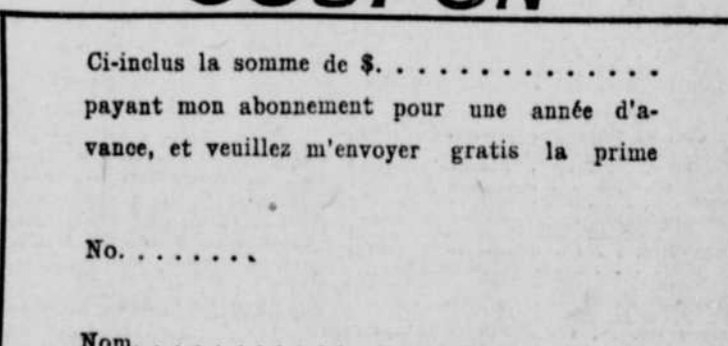 COUPON
Ci-inclus la somme de $. . . . . . . . . . . . . . .
payant mon abonnement pour une année d'a-
vance, et veuillez m'envoyer gratis la prime
No. . . . . . . .
Nom. . . . . . . . . . . . .